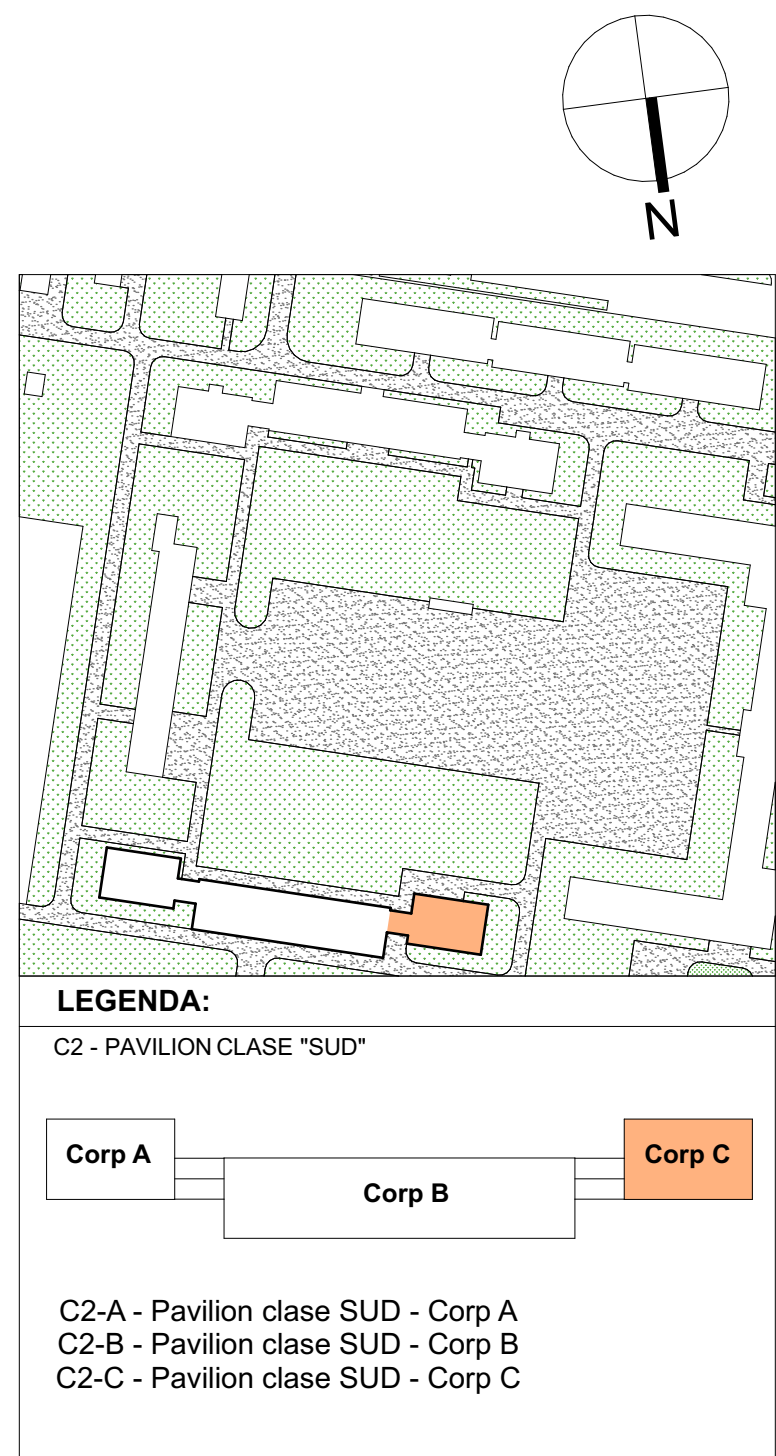 N
LEGENDA:
C2 - PAVILION CLASE "SUD"
Corp A
Corp B
Corp C
C2-A - Pavilion clase SUD - Corp A
C2-B - Pavilion clase SUD - Corp B
C2-C - Pavilion clase SUD - Corp C